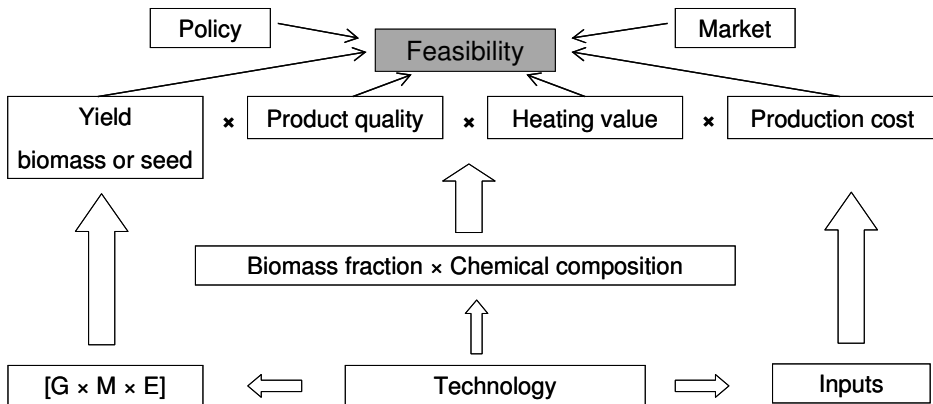 Policy
Market
Feasibility
Yield
biomass or seed
×
Product quality
×
Heating value
×
Production cost
Biomass fraction × Chemical composition
[G × M × E]
Technology
Inputs